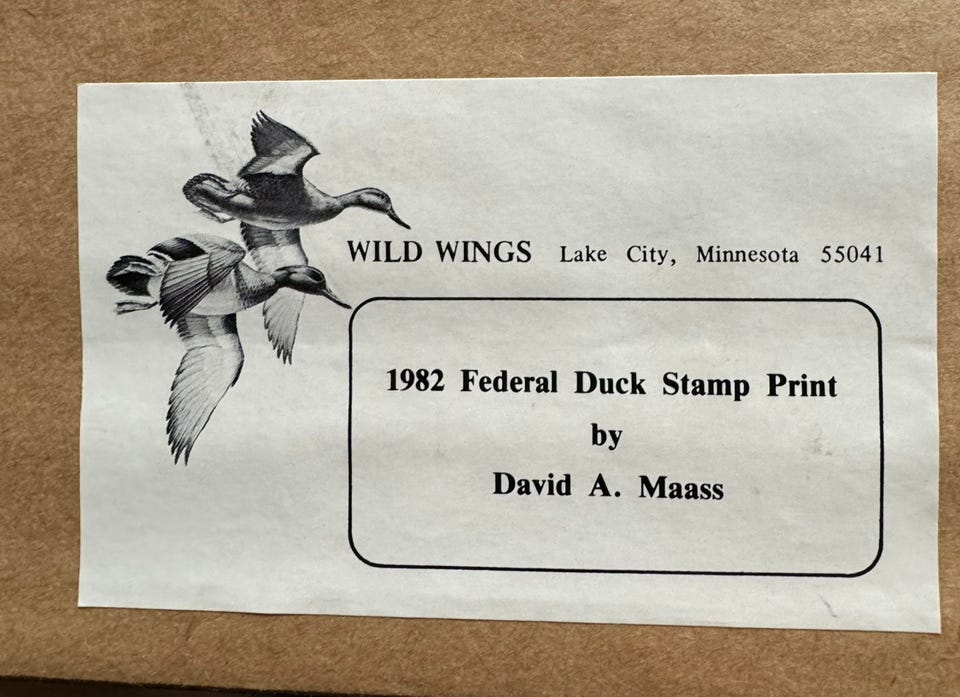 WILD WINGS Lake City, Minnesota 55041
1982 Federal Duck Stamp Print
by
David A. Maass